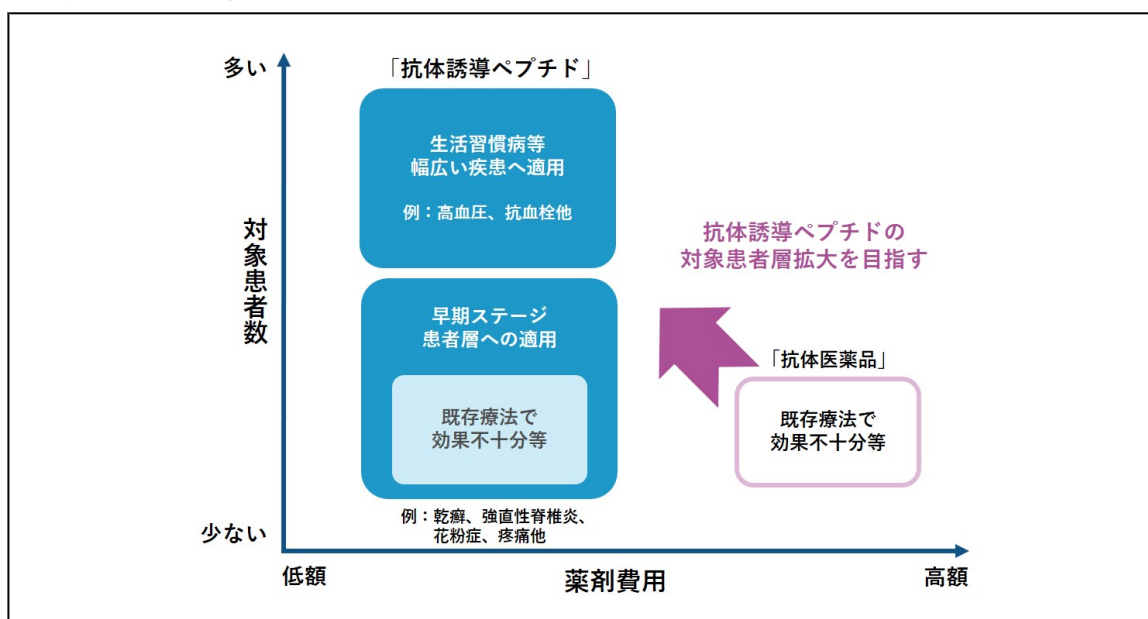 多い
「抗体誘導ペプチド」
生活習慣病等
幅広い疾患へ適用
例：高血圧、抗血栓他
対象患者数
抗体誘導ペプチドの
対象患者層拡大を目指す
早期ステージ
患者層への適用
「抗体医薬品」
既存療法で
効果不十分等
既存療法で
効果不十分等
例：乾癬、強直性脊椎炎、
花粉症、疼痛他
少ない
低額
薬剤費用
高額